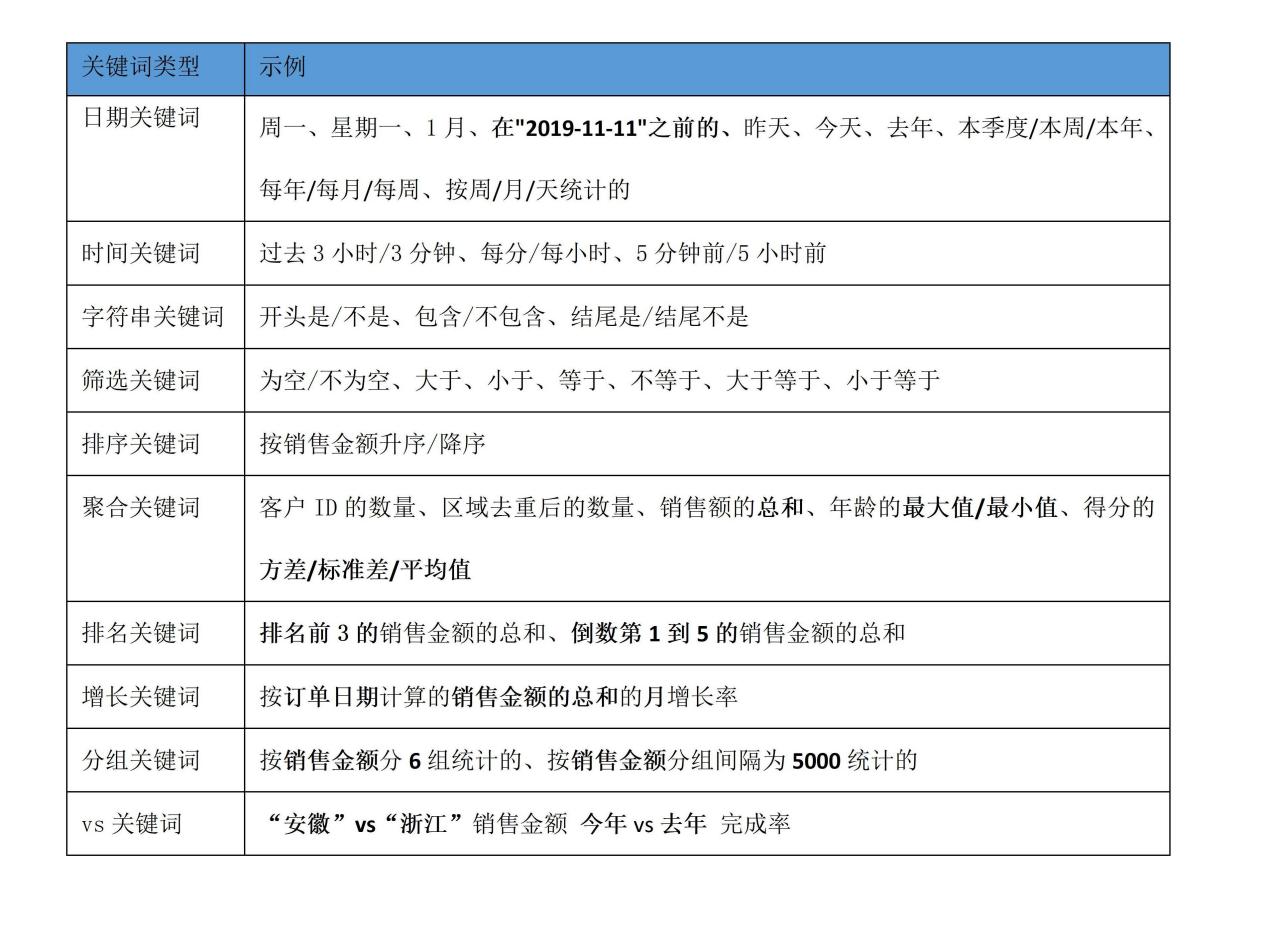 关键词类型 示例
日期关键词 周一、星期一、1 月、在"2019-11-11"之前的、昨天、今天、去年、本季度/本周/本年、
每年/每月/每周、按周/月/天统计的
时间关键词 过去 3 小时/3 分钟、每分/每小时、5 分钟前/5 小时前
字符串关键词 开头是/不是、包含/不包含、结尾是/结尾不是
筛选关键词 为空/不为空、大于、小于、等于、不等于、大于等于、小于等于
排序关键词 按销售金额升序/降序
聚合关键词 客户 ID 的数量、区域去重后的数量、销售额的总和、年龄的最大值/最小值、得分的
方差/标准差/平均值
排名关键词 排名前 3 的销售金额的总和、倒数第 1 到 5 的销售金额的总和
增长关键词 按订单日期计算的销售金额的总和的月增长率
分组关键词 按销售金额分 6 组统计的、按销售金额分组间隔为 5000 统计的
vs 关键词 “安徽”vs“浙江”销售金额 今年 vs 去年 完成率